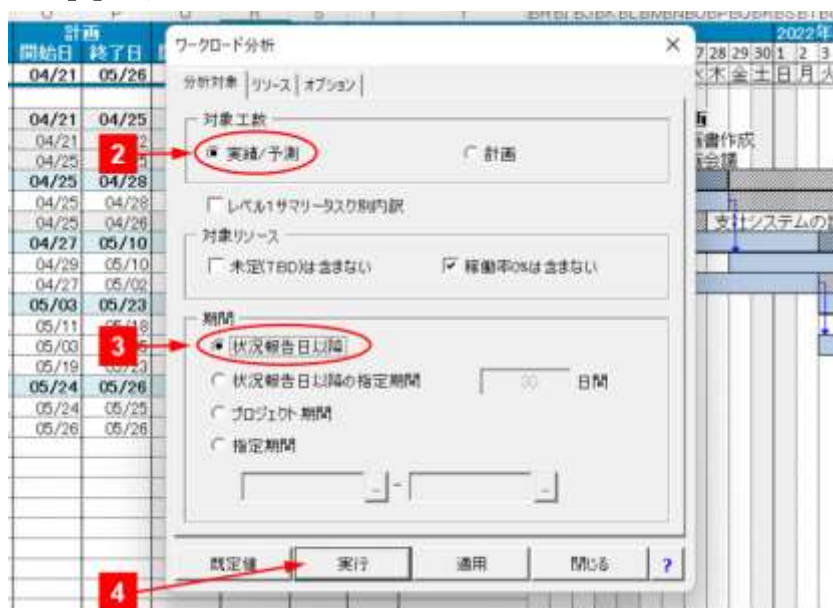 計画
2022年
開始日 終了日
7 28 29 30 1 2 3
木 金 土 日 月 火
04/21 05/26
04/21 04/25
04/21
04/25
04/25 04/28
04/25 04/28
04/25 04/26
04/27 05/10
04/29 05/10
04/27 05/02
05/03 05/23
05/11
05/03
05/19
05/24 05/26
05/24 05/25
05/26 05/26
画書作成
画会議
支社システムの
ワークロード分析
分析対象 リソース オプション
対象工数
2
実績/予測 計画
レベル1サマリータスク別内訳
対象リソース
未定(TBD)は含まない 稼働率0%は含まない
期間
3
状況報告日以降
状況報告日以降の指定期間 30 日間
プロジェクト期間
指定期間
... - ...
既定値 実行 適用 閉じる ?
4